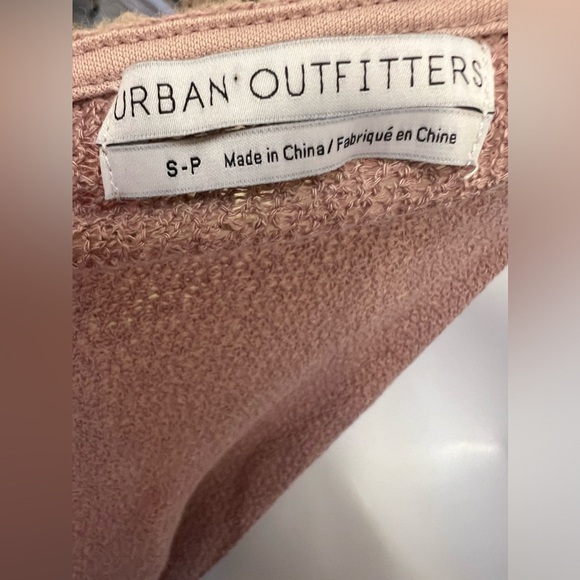 URBAN OUTFITTERS
S-P Made in China / Fabriqué en Chine